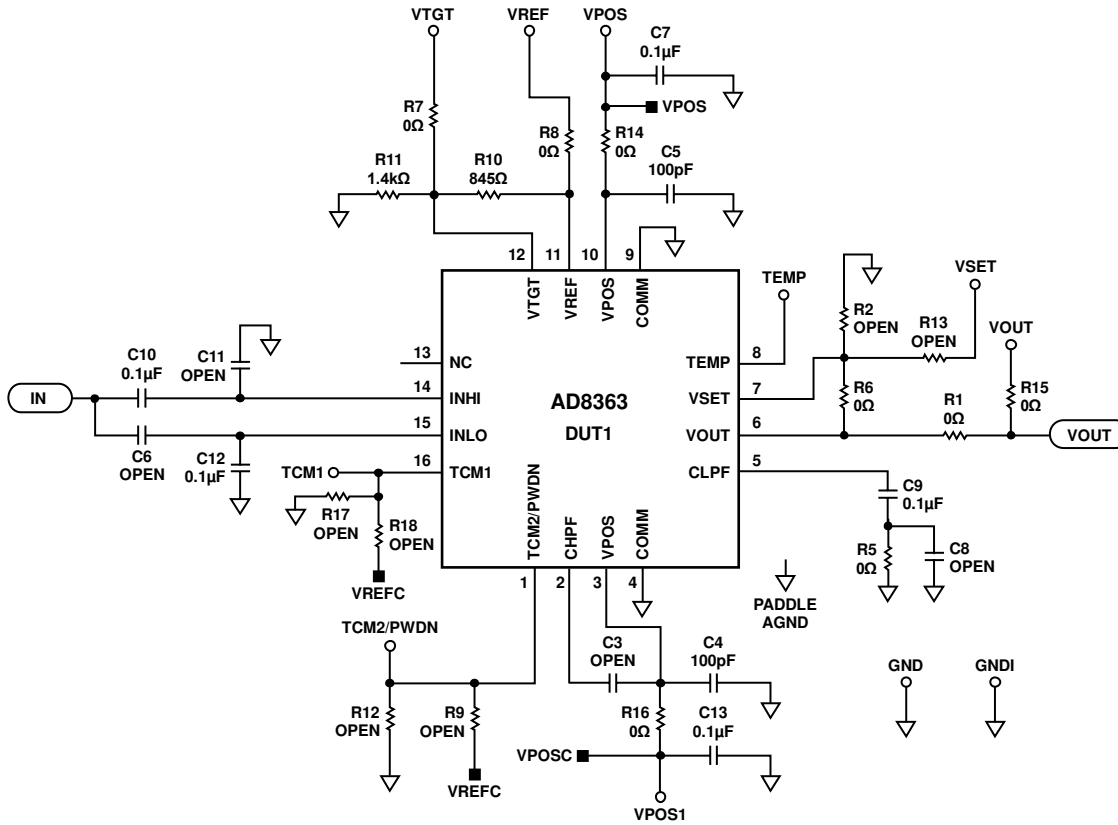 VTGT
VREF
VPOS
C7
0.1µF
VPOS
R7
0Ω
R8
0Ω
R14
0Ω
C5
100pF
R11
1.4kΩ
R10
845Ω
12
11
10
9
VTGT
VREF
VPOS
COMM
TEMP
VSET
R2
OPEN
R13
OPEN
VOUT
C10
0.1µF
C11
OPEN
13
NC
TEMP
8
IN
14
INHI
AD8363
VSET
7
R6
0Ω
R1
0Ω
R15
0Ω
15
INLO
DUT1
VOUT
6
VOUT
C6
OPEN
C12
0.1µF
16
TCM1
TCM1
CLPF
5
C9
0.1µF
R17
OPEN
R18
OPEN
TCM2/PWDN
CHPF
VPOS
COMM
R5
0Ω
C8
OPEN
VREFC
1
2
3
4
PADDLE
AGND
TCM2/PWDN
C3
OPEN
C4
100pF
GND
GNDI
R12
OPEN
R9
OPEN
R16
0Ω
C13
0.1µF
VPOSC
VREFC
VPOS1